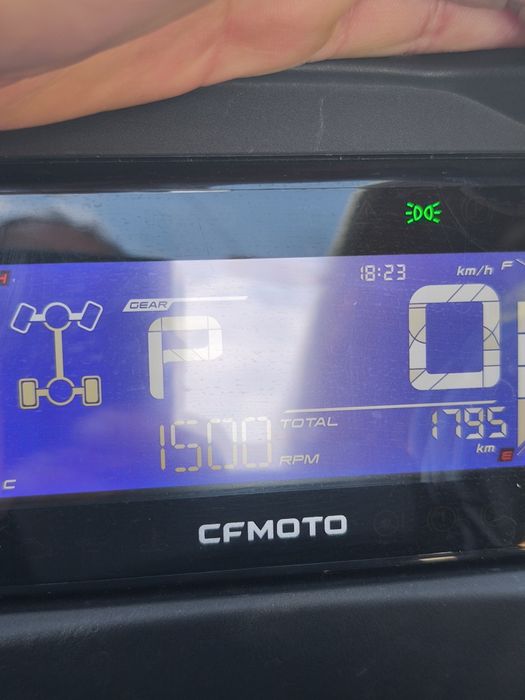 H
18:23 km/h F
GEAR
P 0
1500 TOTAL 1795
RPM km E
C
CFMOTO